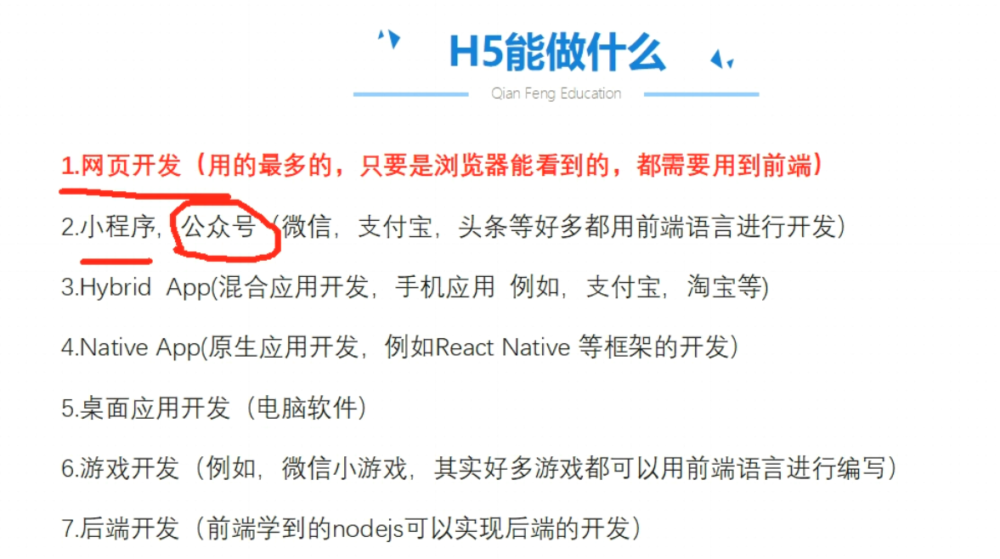 H5能做什么
Qian Feng Education
1.网页开发（用的最多的，只要是浏览器能看到的，都需要用到前端）
2.小程序，公众号（微信，支付宝，头条等好多都用前端语言进行开发）
3.Hybrid App(混合应用开发，手机应用 例如，支付宝，淘宝等)
4.Native App(原生应用开发，例如React Native 等框架的开发）
5.桌面应用开发（电脑软件）
6.游戏开发（例如，微信小游戏，其实好多游戏都可以用前端语言进行编写）
7.后端开发（前端学到的nodejs可以实现后端的开发）